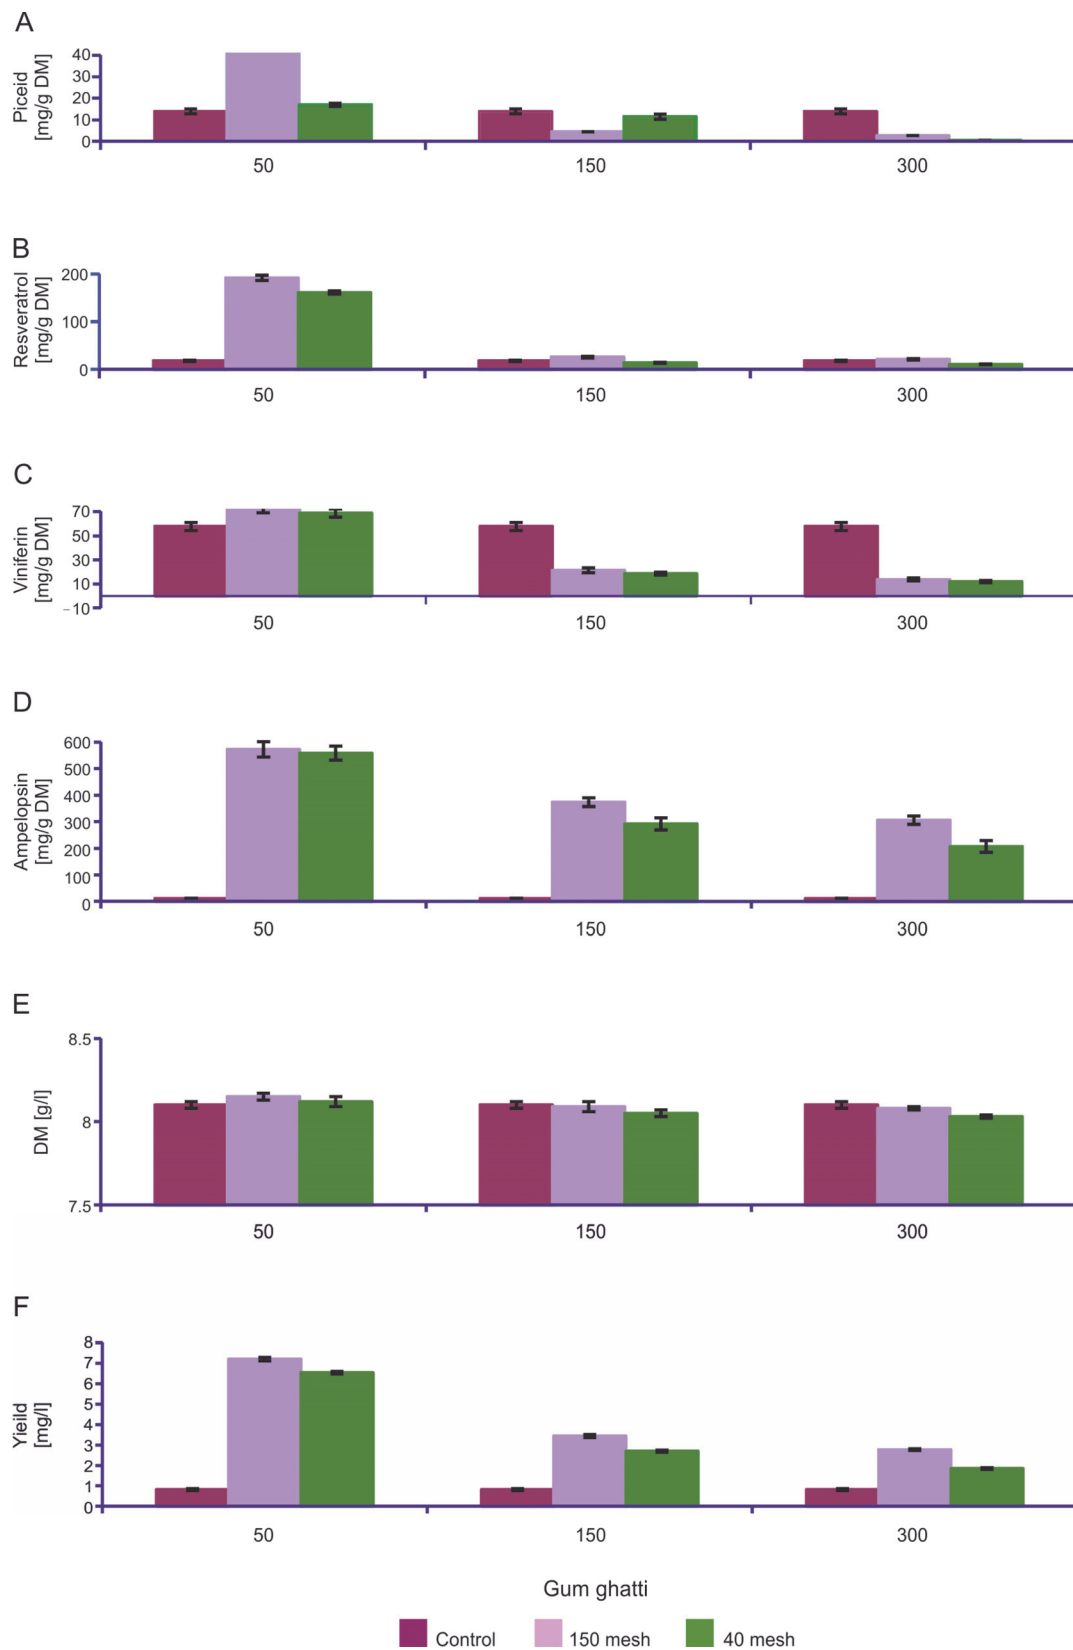 A
Piceid
[mg/g DM]
40
30
20
10
0
50 150 300
B
Resveratrol
[mg/g DM]
200
100
0
50 150 300
C
Viniferin
[mg/g DM]
70
50
30
10
−10
50 150 300
D
Ampelopsin
[mg/g DM]
600
500
400
300
200
100
0
50 150 300
E
DM [g/l]
8.5
8
7.5
50 150 300
F
Yieild
[mg/l]
8
7
6
5
4
3
2
1
0
50 150 300
Gum ghatti
Control 150 mesh 40 mesh